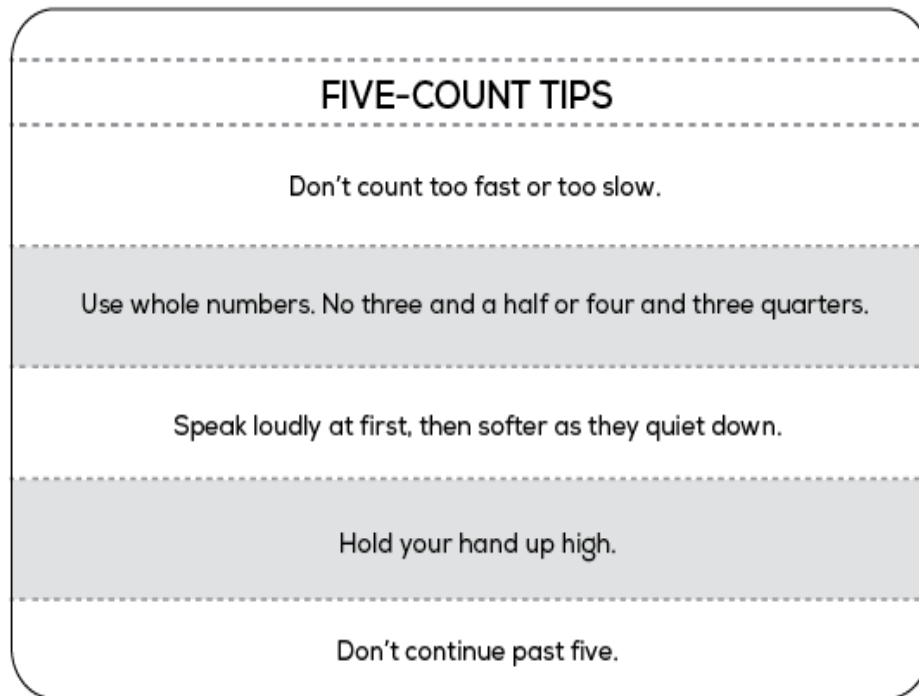 FIVE-COUNT TIPS
Don't count too fast or too slow.
Use whole numbers. No three and a half or four and three quarters.
Speak loudly at first, then softer as they quiet down.
Hold your hand up high.
Don't continue past five.